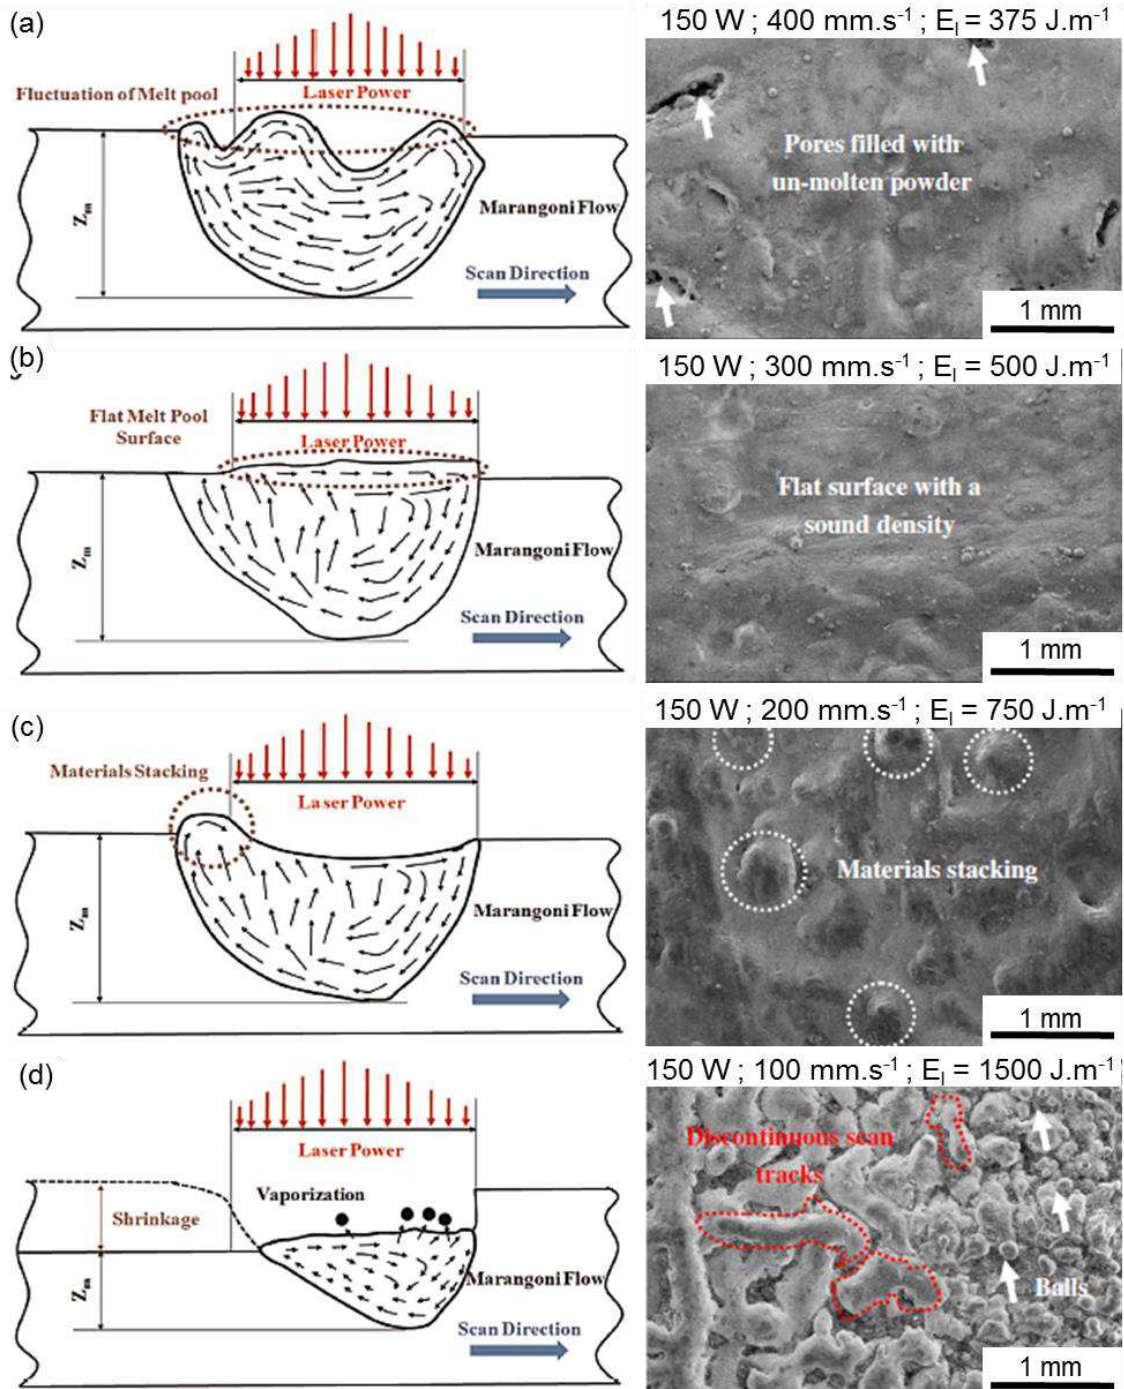 (a)
Fluctuation of Melt pool
Laser Power
Zm
Marangoni Flow
Scan Direction
150 W ; 400 mm.s-1 ; El = 375 J.m-1
Pores filled with
un-molten powder
1 mm
(b)
Flat Melt Pool
Surface
Laser Power
Zm
Marangoni Flow
Scan Direction
150 W ; 300 mm.s-1 ; El = 500 J.m-1
Flat surface with a
sound density
1 mm
(c)
Materials Stacking
Laser Power
Zm
Marangoni Flow
Scan Direction
150 W ; 200 mm.s-1 ; El = 750 J.m-1
Materials stacking
1 mm
(d)
Laser Power
Vaporization
Shrinkage
Zm
Marangoni Flow
Scan Direction
150 W ; 100 mm.s-1 ; El = 1500 J.m-1
Discontinuous scan
tracks
Balls
1 mm